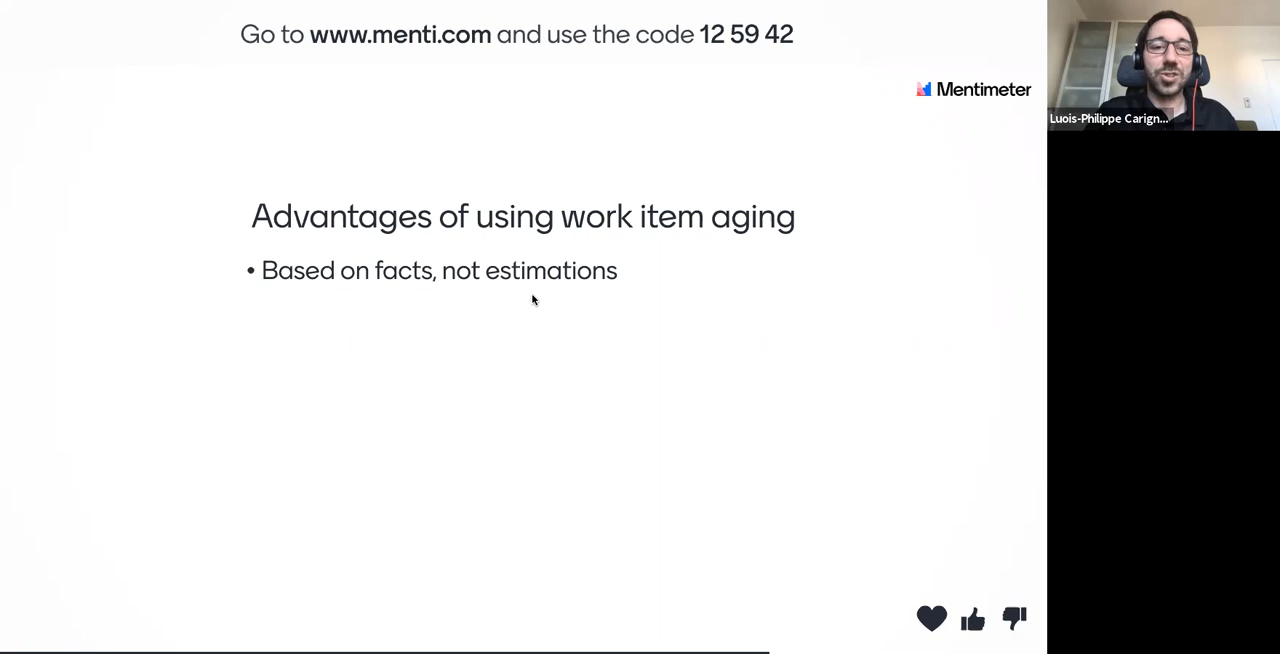 Go to www.menti.com and use the code 12 59 42
Mentimeter
Luois-Philippe Carign...
Advantages of using work item aging
• Based on facts, not estimations